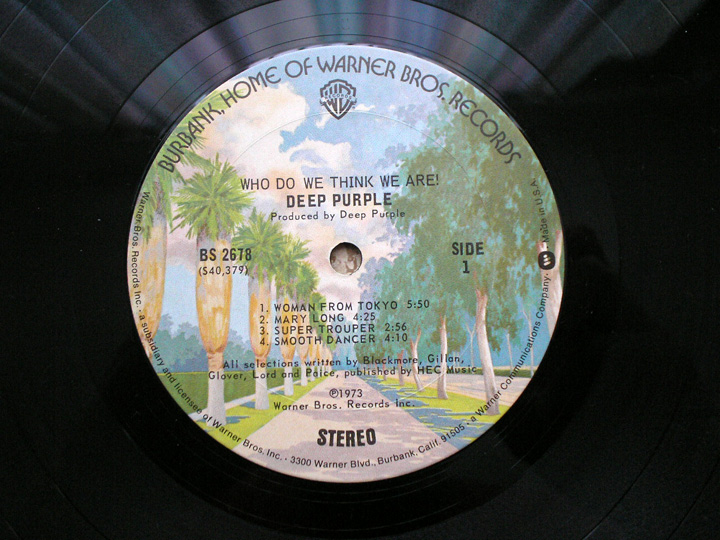 BURBANK, HOME OF WARNER BROS. RECORDS
WHO DO WE THINK WE ARE!
DEEP PURPLE
Produced by Deep Purple
BS 2678
(S40,379)
SIDE
1
1. WOMAN FROM TOKYO 5:50
2. MARY LONG 4:25
3. SUPER TROUPER 2:56
4. SMOOTH DANCER 4:10
All selections written by Blackmore, Gillan,
Glover, Lord and Paice, published by HEC Music
℗1973
Warner Bros. Records Inc.
STEREO
Warner Bros. Records Inc. · a subsidiary and licensee of Warner Bros. Inc. · 3300 Warner Blvd., Burbank, Calif. 91505 · a Warner Communications Company · Made in U.S.A.